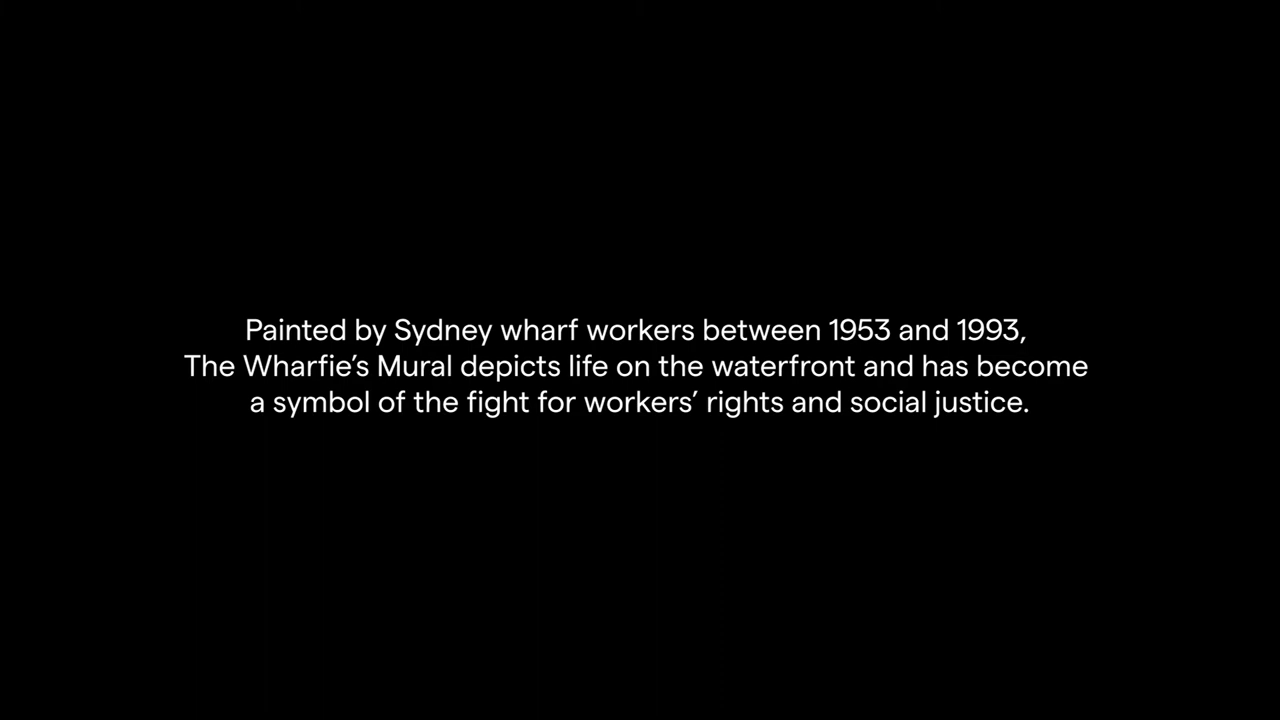 Painted by Sydney wharf workers between 1953 and 1993,
The Wharfie’s Mural depicts life on the waterfront and has become
a symbol of the fight for workers’ rights and social justice.